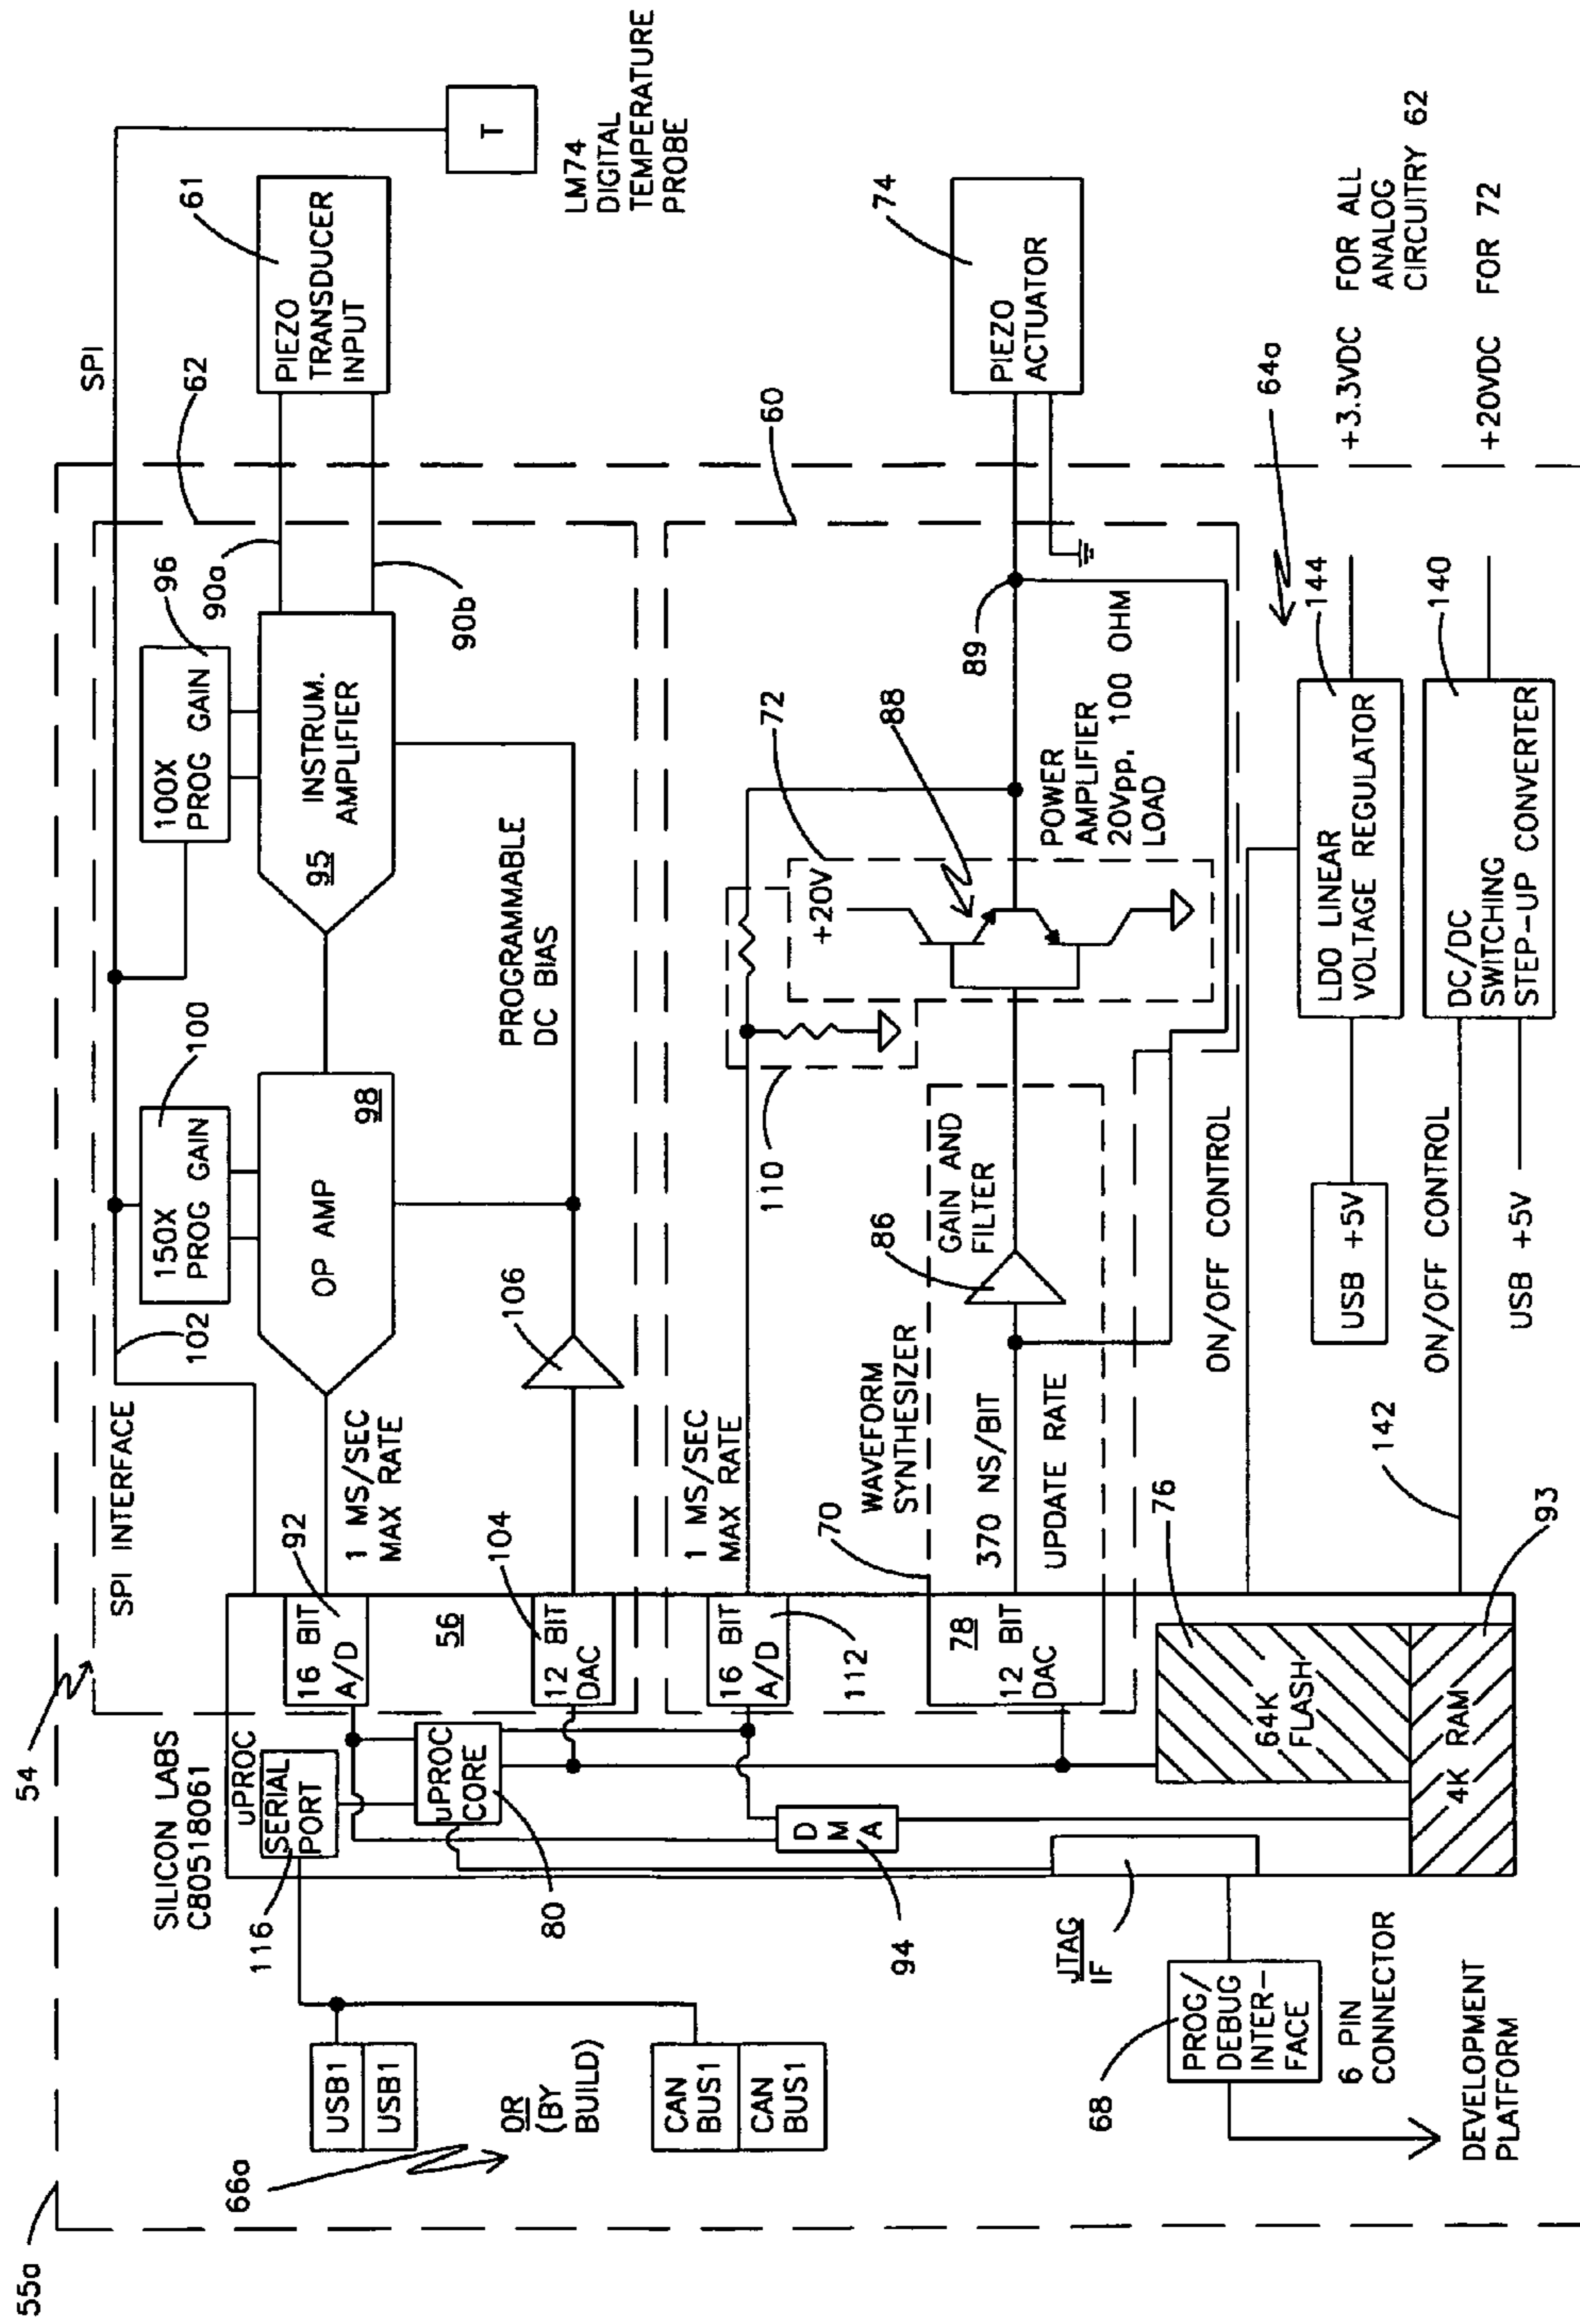 55a
54
SPI INTERFACE
SPI
102
150X
PROG GAIN
100
100X
PROG GAIN
96
90a
62
61
PIEZO
TRANSDUCER
INPUT
T
LM74
DIGITAL
TEMPERATURE
PROBE
SILICON LABS
C80518061
uPROC
SERIAL
PORT
116
16 BIT
A/D
92
1 MS/SEC
MAX RATE
OP AMP
98
INSTRUM.
AMPLIFIER
95
90b
USB1
USB1
OR
(BY
BUILD)
66a
CAN
BUS1
CAN
BUS1
uPROC
CORE
80
56
104
12 BIT
DAC
106
PROGRAMMABLE
DC BIAS
16 BIT
A/D
112
1 MS/SEC
MAX RATE
110
72
+20V
88
60
89
POWER
AMPLIFIER
20Vpp, 100 OHM
LOAD
74
PIEZO
ACTUATOR
DMA
94
WAVEFORM
SYNTHESIZER
70
86
GAIN AND
FILTER
78
12 BIT
DAC
370 NS/BIT
UPDATE RATE
JTAG
IF
76
64K
FLASH
4K RAM
93
68
PROG/
DEBUG
INTER-
FACE
6 PIN
CONNECTOR
DEVELOPMENT
PLATFORM
ON/OFF CONTROL
USB +5V
LDO LINEAR
VOLTAGE REGULATOR
144
64a
+3.3VDC FOR ALL
ANALOG
CIRCUITRY 62
142
ON/OFF CONTROL
USB +5V
DC/DC
SWITCHING
STEP-UP CONVERTER
140
+20VDC FOR 72